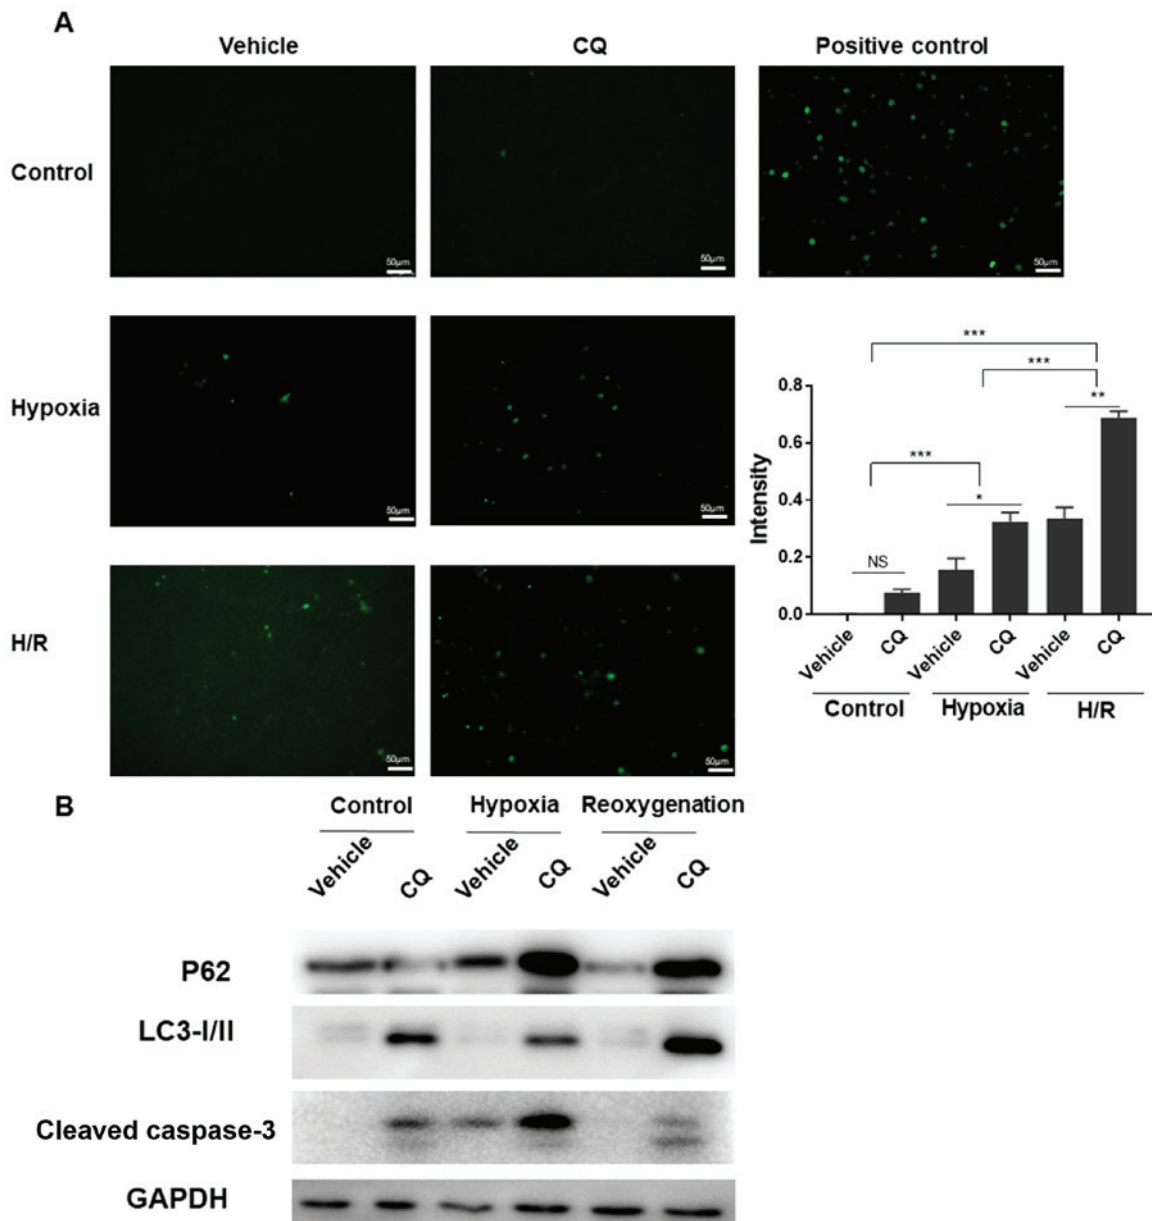 A
Vehicle
CQ
Positive control
Control
50µm
50µm
50µm
Hypoxia
50µm
50µm
H/R
50µm
50µm
Intensity
0.8
0.6
0.4
0.2
0.0
***
***
**
***
*
NS
Vehicle
CQ
Vehicle
CQ
Vehicle
CQ
Control
Hypoxia
H/R
B
Control
Hypoxia
Reoxygenation
Vehicle
CQ
Vehicle
CQ
Vehicle
CQ
P62
LC3-I/II
Cleaved caspase-3
GAPDH